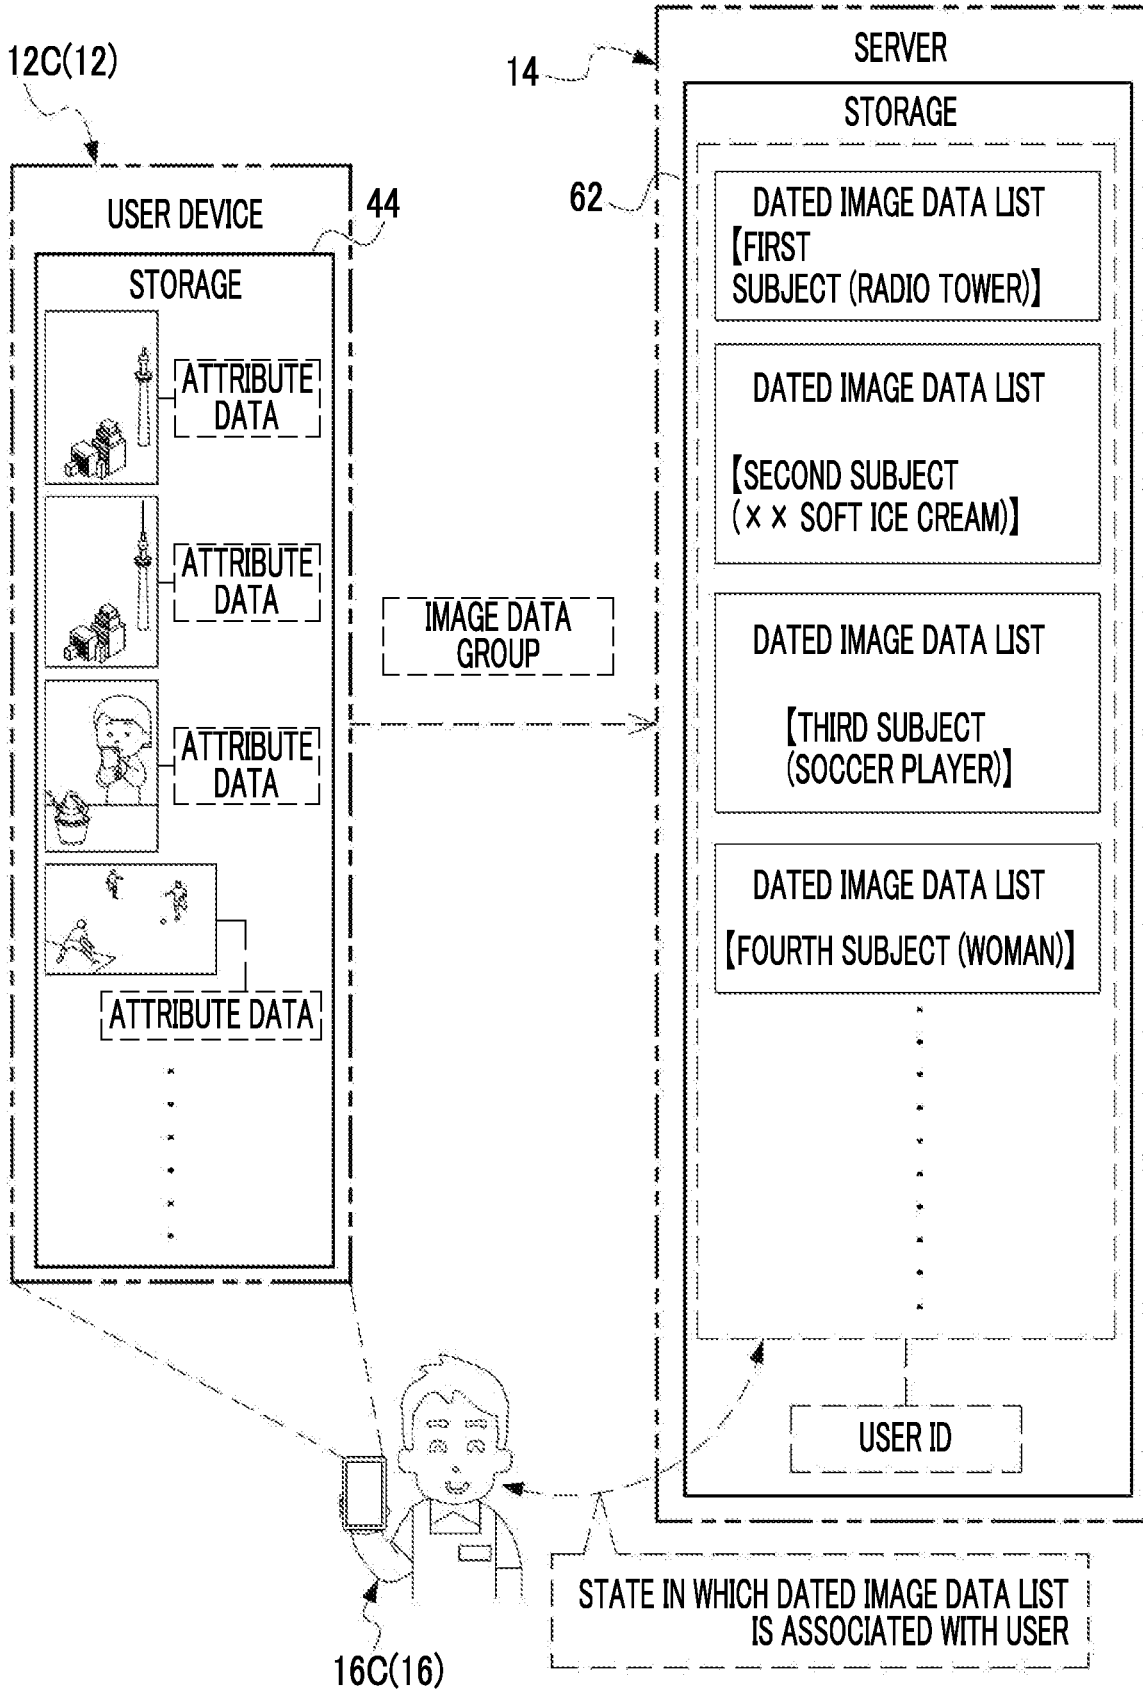 12C(12)
USER DEVICE
44
STORAGE
ATTRIBUTE
DATA
ATTRIBUTE
DATA
ATTRIBUTE
DATA
ATTRIBUTE DATA
IMAGE DATA
GROUP
14
SERVER
STORAGE
62
DATED IMAGE DATA LIST
【FIRST
SUBJECT (RADIO TOWER)】
DATED IMAGE DATA LIST
【SECOND SUBJECT
(×× SOFT ICE CREAM)】
DATED IMAGE DATA LIST
【THIRD SUBJECT
(SOCCER PLAYER)】
DATED IMAGE DATA LIST
【FOURTH SUBJECT (WOMAN)】
USER ID
STATE IN WHICH DATED IMAGE DATA LIST
IS ASSOCIATED WITH USER
16C(16)